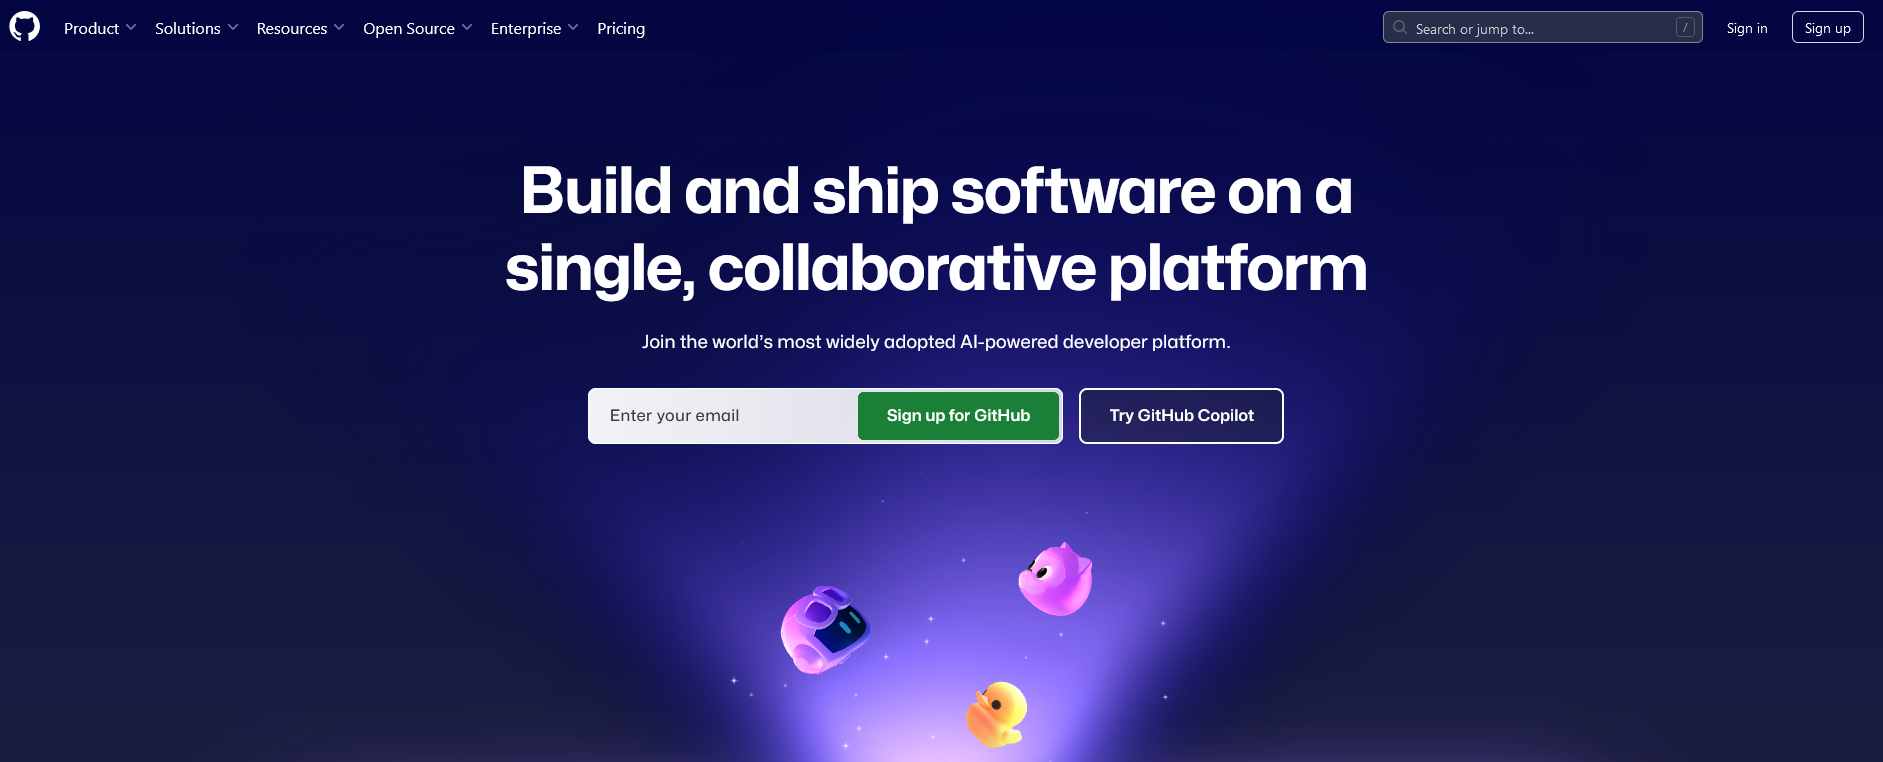 Product Solutions Resources Open Source Enterprise Pricing Search or jump to... / Sign in Sign up
Build and ship software on a
single, collaborative platform
Join the world’s most widely adopted AI-powered developer platform.
Enter your email Sign up for GitHub Try GitHub Copilot